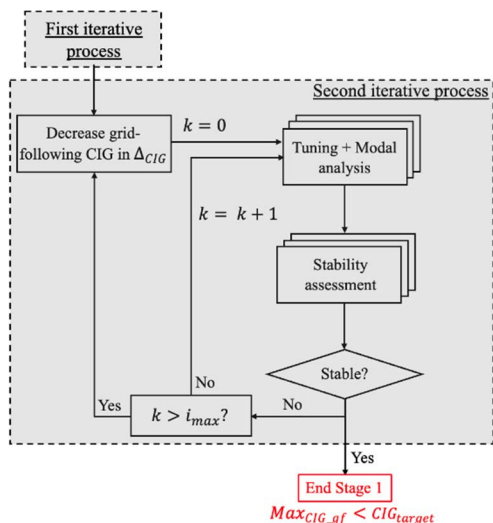 First iterative
process
Second iterative process
Decrease grid-
following CIG in Δ_CIG
k = 0
Tuning + Modal
analysis
k = k + 1
Stability
assessment
Stable?
No
Yes
k > i_max?
No
Yes
End Stage 1
Max_CIG_gf < CIG_target